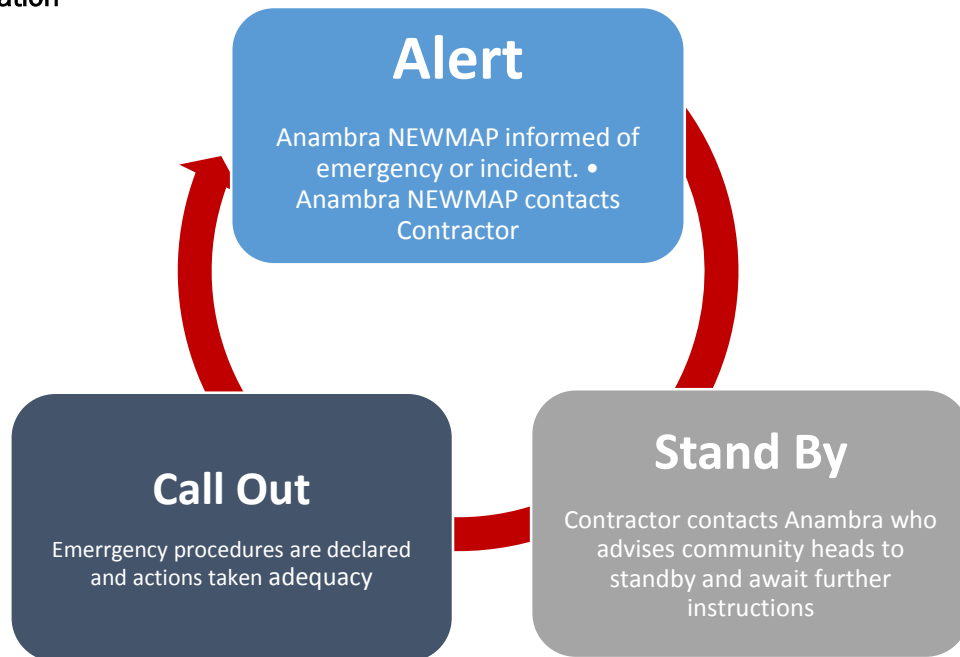 Alert
Anambra NEWMAP informed of
emergency or incident. •
Anambra NEWMAP contacts
Contractor
Stand By
Contractor contacts Anambra who
advises community heads to
standby and await further
instructions
Call Out
Emerrgency procedures are declared
and actions taken adequacy